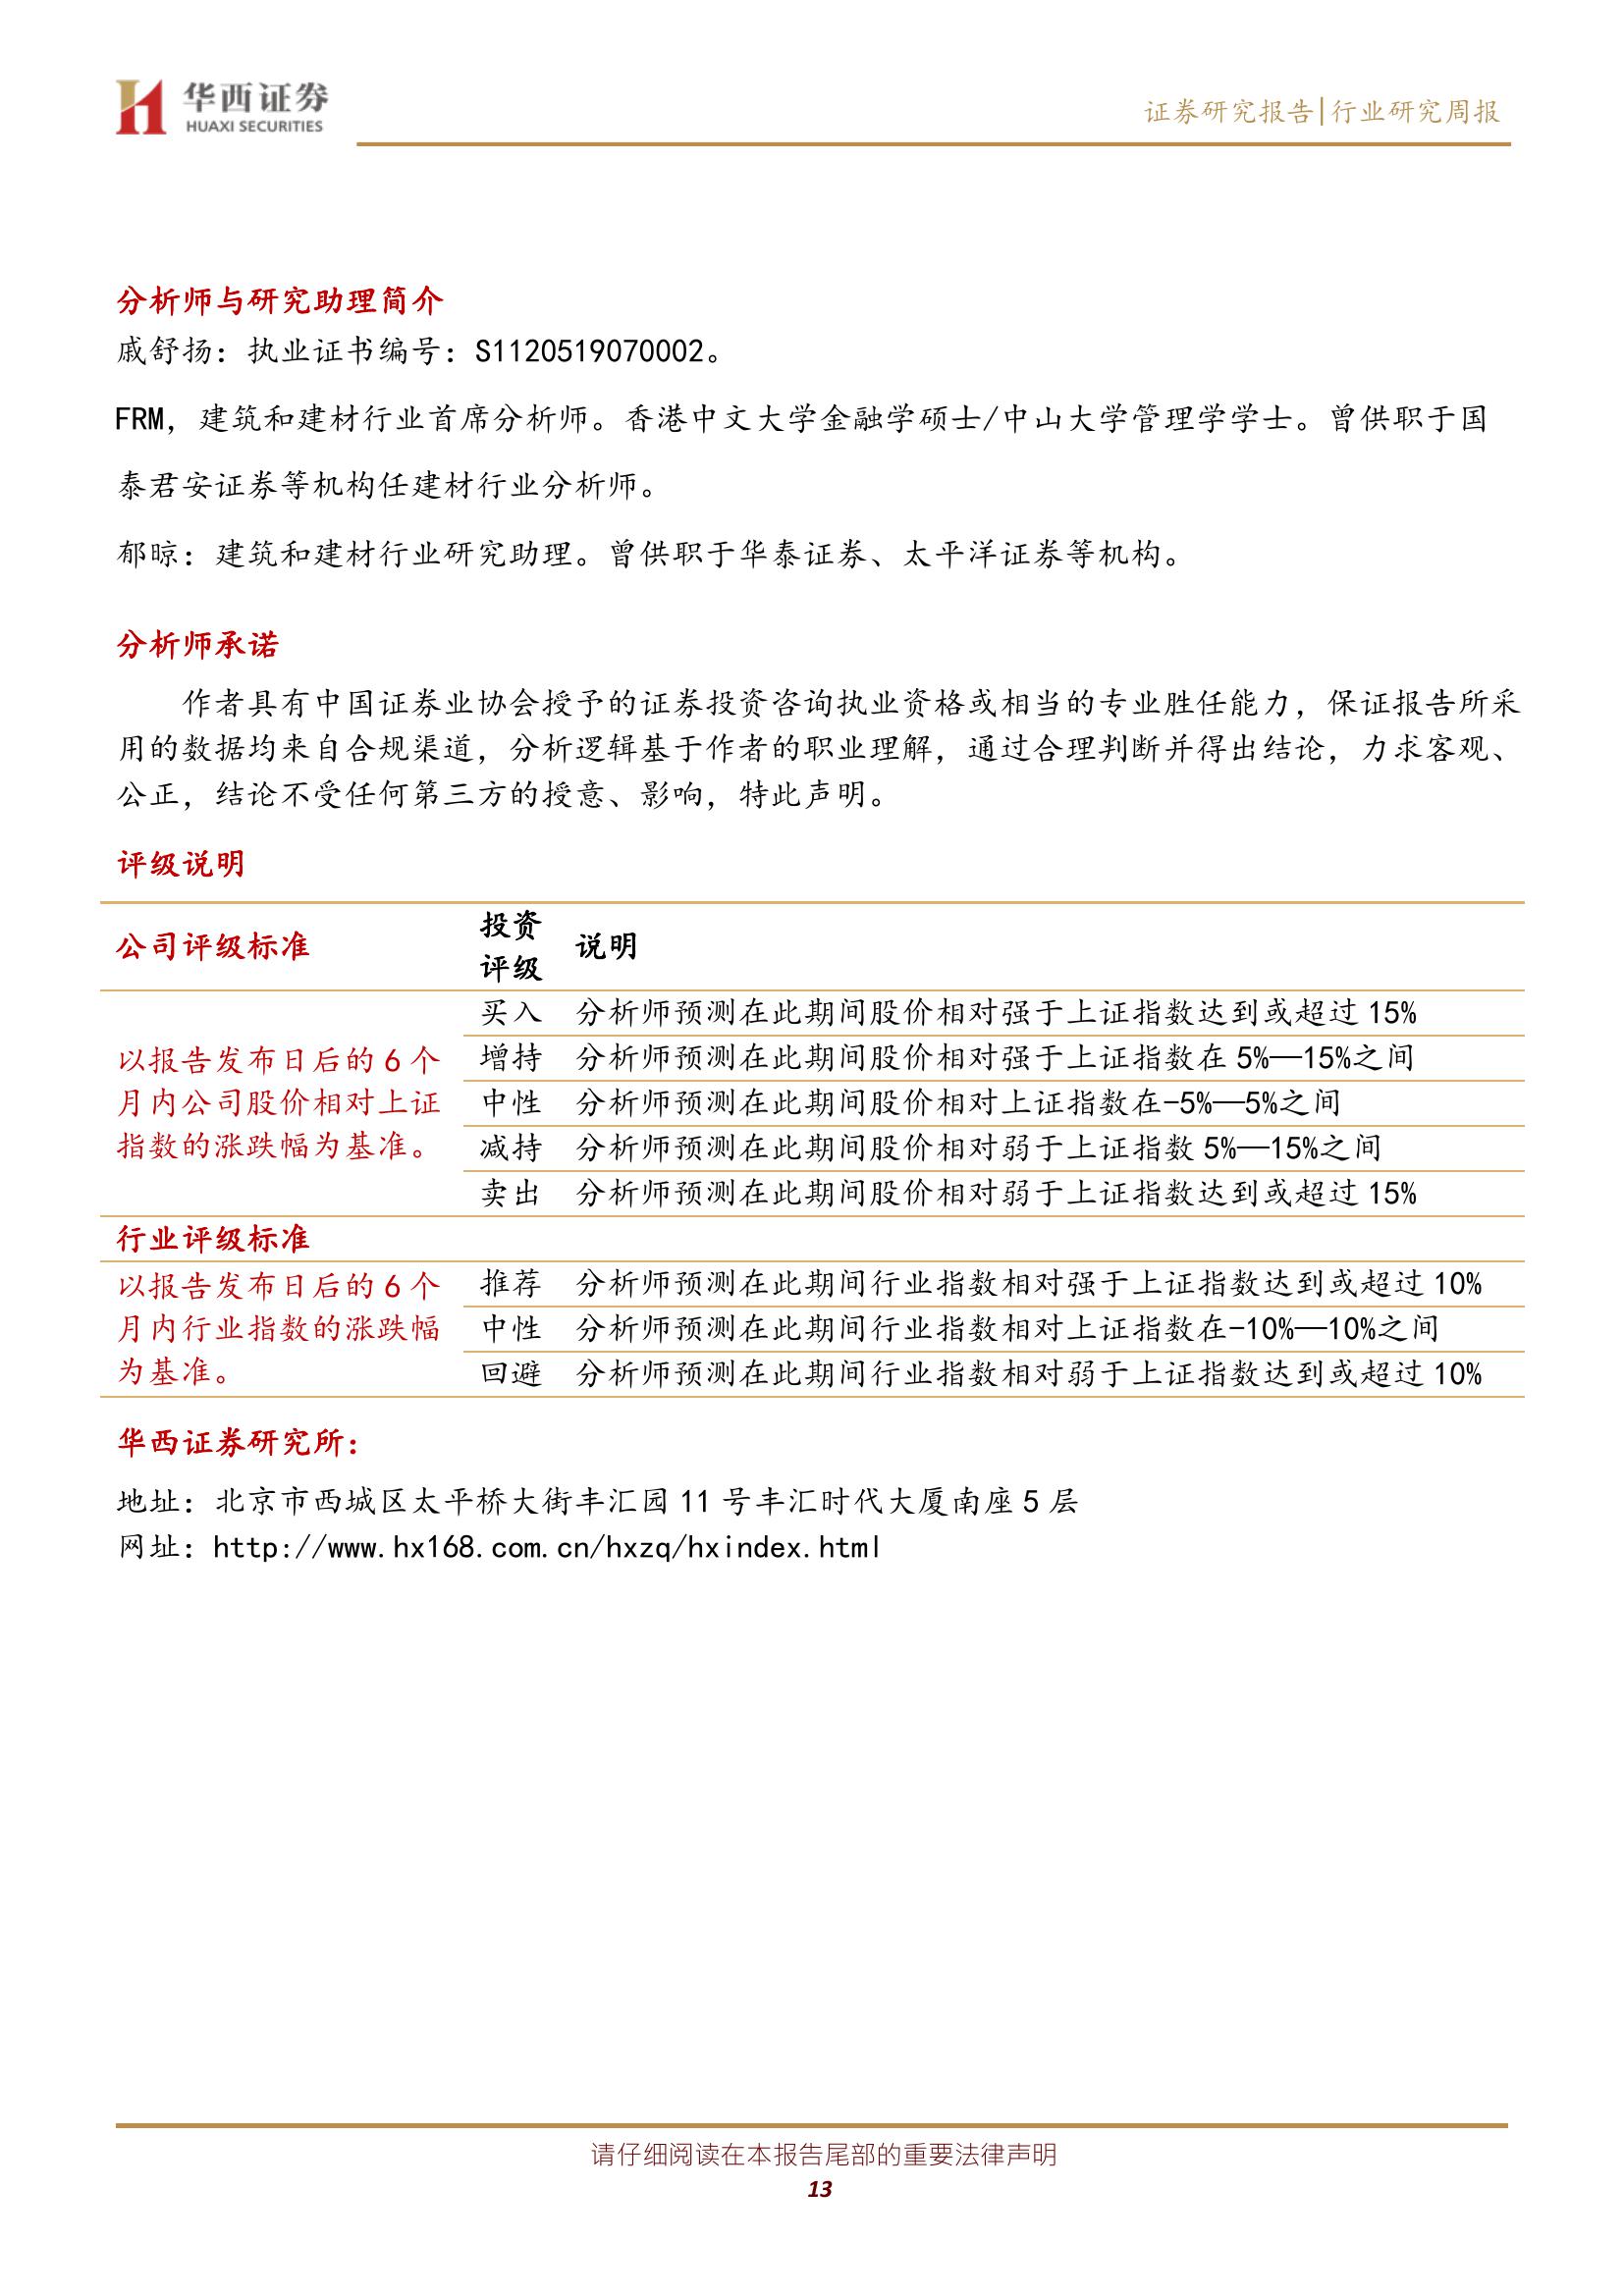 华西证券
HUAXI SECURITIES
证券研究报告|行业研究周报
分析师与研究助理简介
戚舒扬：执业证书编号：S1120519070002。
FRM，建筑和建材行业首席分析师。香港中文大学金融学硕士/中山大学管理学学士。曾供职于国
泰君安证券等机构任建材行业分析师。
郁晾：建筑和建材行业研究助理。曾供职于华泰证券、太平洋证券等机构。
分析师承诺
作者具有中国证券业协会授予的证券投资咨询执业资格或相当的专业胜任能力，保证报告所采
用的数据均来自合规渠道，分析逻辑基于作者的职业理解，通过合理判断并得出结论，力求客观、
公正，结论不受任何第三方的授意、影响，特此声明。
评级说明
公司评级标准 投资评级 说明
以报告发布日后的 6 个
月内公司股价相对上证
指数的涨跌幅为基准。
买入 分析师预测在此期间股价相对强于上证指数达到或超过 15%
增持 分析师预测在此期间股价相对强于上证指数在 5%—15%之间
中性 分析师预测在此期间股价相对上证指数在-5%—5%之间
减持 分析师预测在此期间股价相对弱于上证指数 5%—15%之间
卖出 分析师预测在此期间股价相对弱于上证指数达到或超过 15%
行业评级标准
以报告发布日后的 6 个
月内行业指数的涨跌幅
为基准。
推荐 分析师预测在此期间行业指数相对强于上证指数达到或超过 10%
中性 分析师预测在此期间行业指数相对上证指数在-10%—10%之间
回避 分析师预测在此期间行业指数相对弱于上证指数达到或超过 10%
华西证券研究所：
地址：北京市西城区太平桥大街丰汇园 11 号丰汇时代大厦南座 5 层
网址：http://www.hx168.com.cn/hxzq/hxindex.html
请仔细阅读在本报告尾部的重要法律声明
13